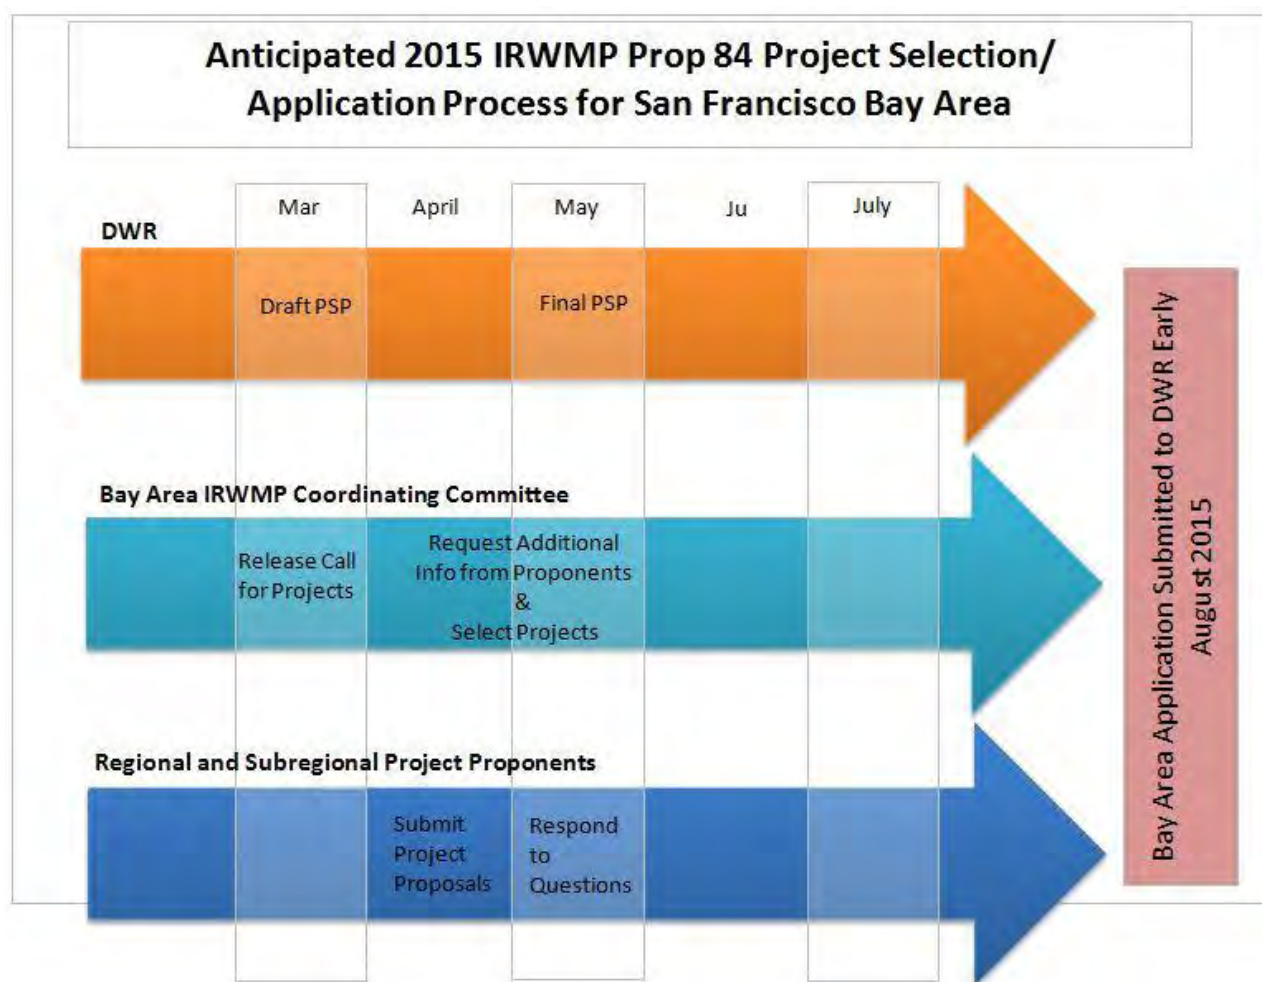 Anticipated 2015 IRWMP Prop 84 Project Selection/
Application Process for San Francisco Bay Area
Mar April May Ju July
DWR
Draft PSP
Final PSP
Bay Area IRWMP Coordinating Committee
Release Call
for Projects
Request Additional
Info from Proponents
&
Select Projects
Regional and Subregional Project Proponents
Submit
Project
Proposals
Respond
to
Questions
Bay Area Application Submitted to DWR Early
August 2015